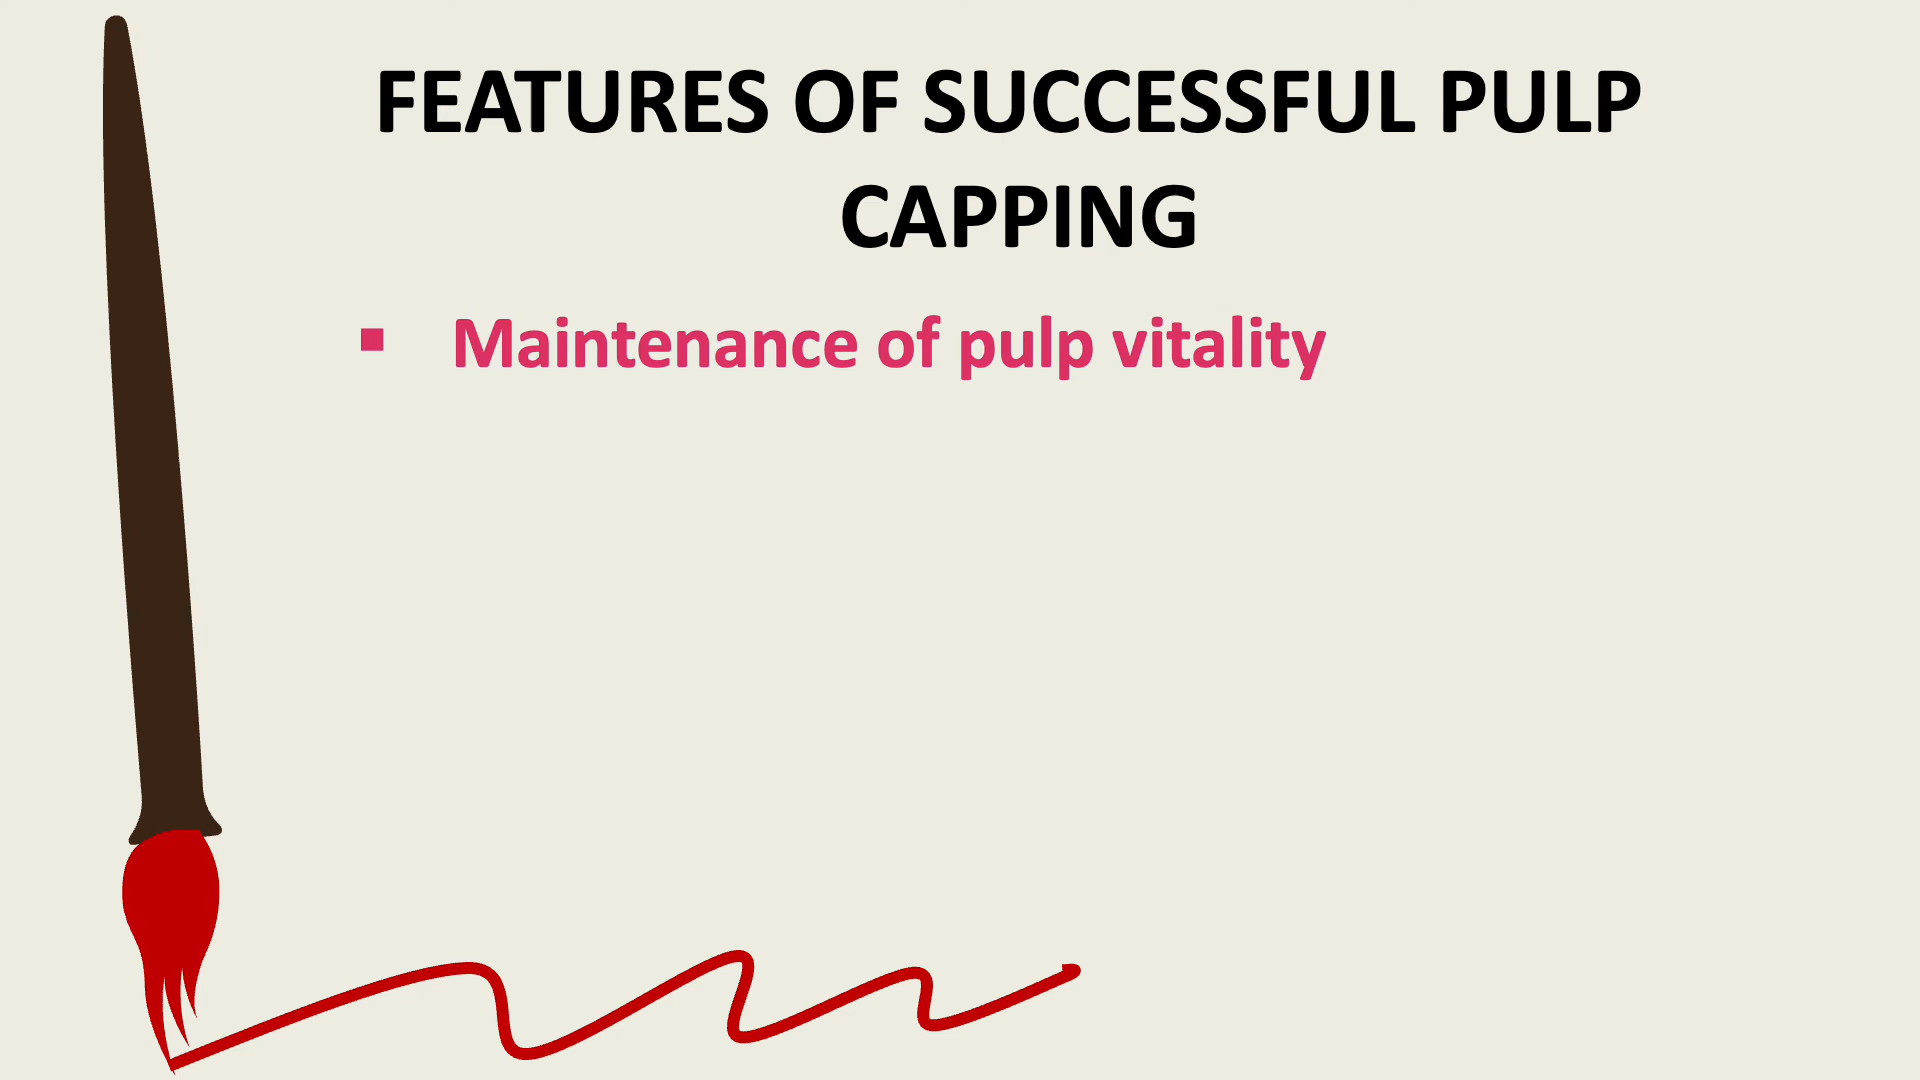 FEATURES OF SUCCESSFUL PULP
CAPPING
▪ Maintenance of pulp vitality